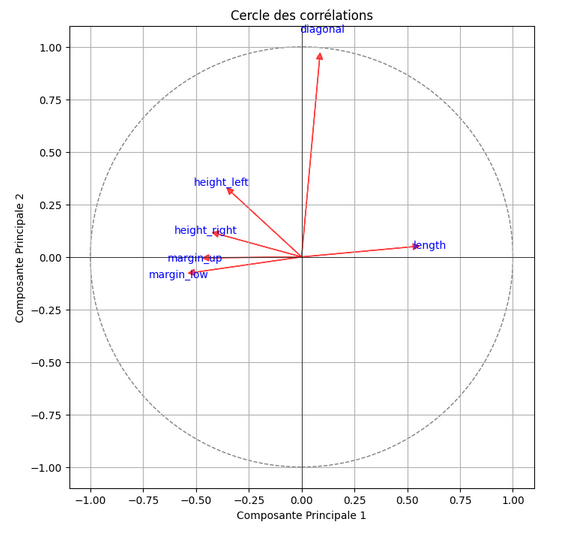 Cercle des corrélations
diagonal
1.00
0.75
0.50
height_left
0.25
height_right
length
margin_up
0.00
margin_low
Composante Principale 2
−0.25
−0.50
−0.75
−1.00
−1.00 −0.75 −0.50 −0.25 0.00 0.25 0.50 0.75 1.00
Composante Principale 1